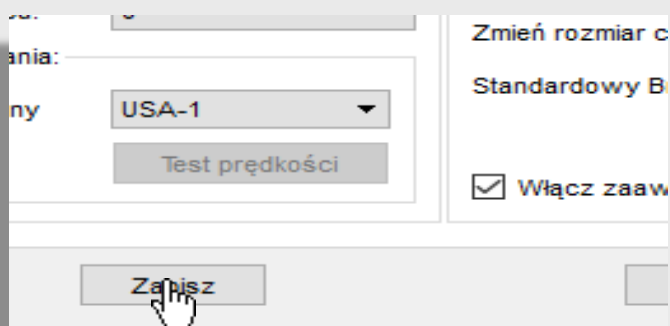 ania:
ny
USA-1
Test prędkości
Zmień rozmiar c
Standardowy B
Włącz zaaw
Zapisz